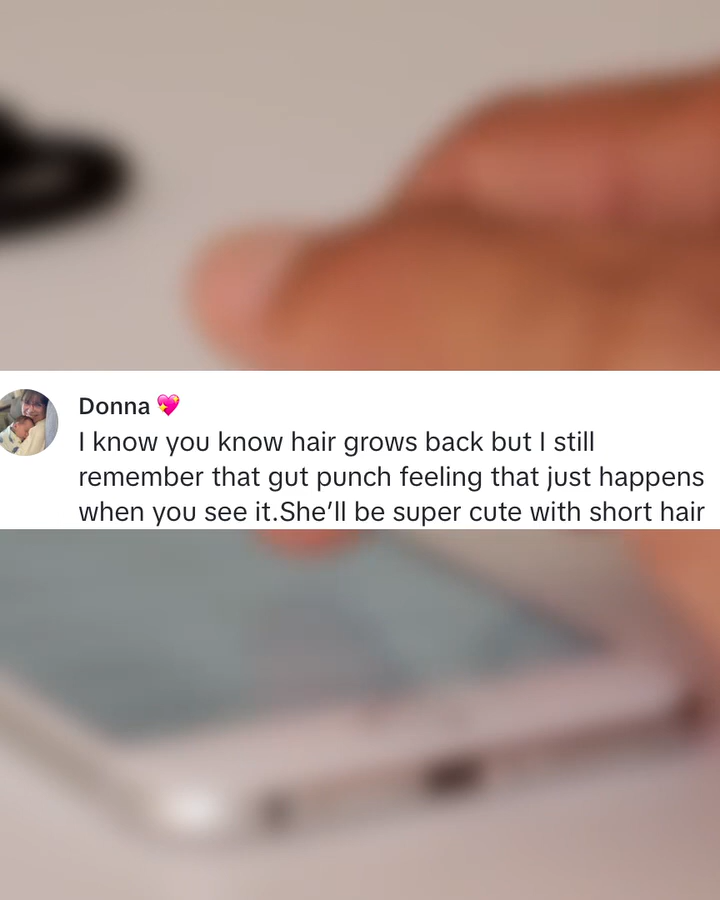 Donna 💖
I know you know hair grows back but I still
remember that gut punch feeling that just happens
when you see it.She’ll be super cute with short hair